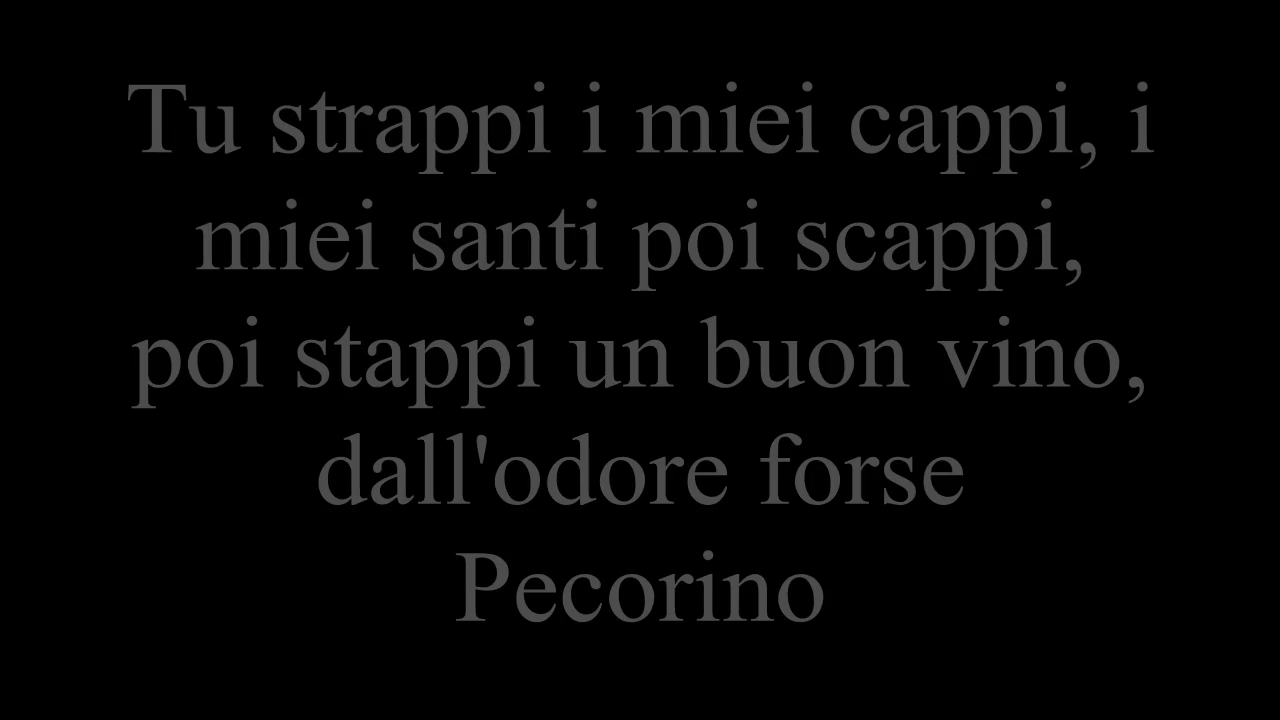 Tu strappi i miei cappi, i
miei santi poi scappi,
poi stappi un buon vino,
dall'odore forse
Pecorino